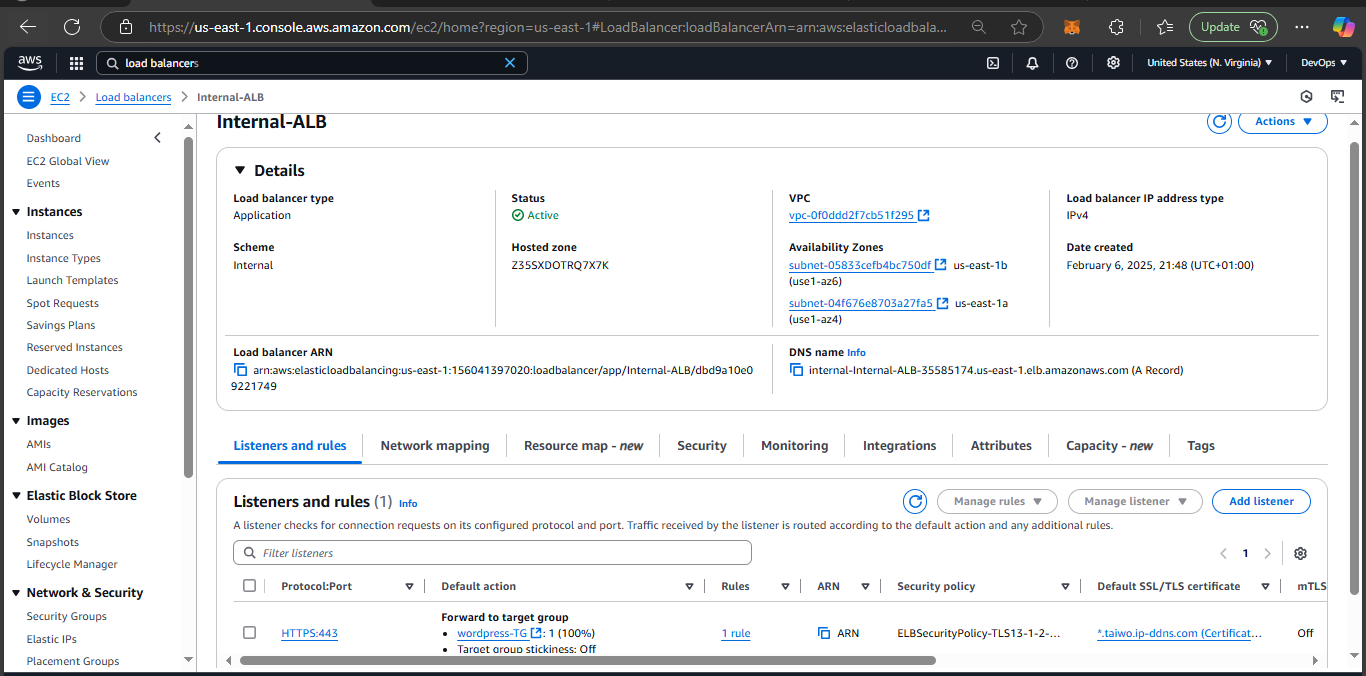 https://us-east-1.console.aws.amazon.com/ec2/home?region=us-east-1#LoadBalancer:loadBalancerArn=arn:aws:elasticloadbala...
Update
aws
load balancers
United States (N. Virginia)
DevOps
EC2
Load balancers
Internal-ALB
Dashboard
EC2 Global View
Events
Instances
Instances
Instance Types
Launch Templates
Spot Requests
Savings Plans
Reserved Instances
Dedicated Hosts
Capacity Reservations
Images
AMIs
AMI Catalog
Elastic Block Store
Volumes
Snapshots
Lifecycle Manager
Network & Security
Security Groups
Elastic IPs
Placement Groups
Internal-ALB
Actions
Details
Load balancer type
Application
Status
Active
VPC
vpc-0f0ddd2f7cb51f295
Load balancer IP address type
IPv4
Scheme
Internal
Hosted zone
Z35SXDOTRQ7X7K
Availability Zones
subnet-05833cefb4bc750df us-east-1b
(use1-az6)
subnet-04f676e8703a27fa5 us-east-1a
(use1-az4)
Date created
February 6, 2025, 21:48 (UTC+01:00)
Load balancer ARN
arn:aws:elasticloadbalancing:us-east-1:156041397020:loadbalancer/app/Internal-ALB/dbd9a10e0
9221749
DNS name Info
internal-Internal-ALB-35585174.us-east-1.elb.amazonaws.com (A Record)
Listeners and rules
Network mapping
Resource map - new
Security
Monitoring
Integrations
Attributes
Capacity - new
Tags
Listeners and rules (1) Info
Manage rules
Manage listener
Add listener
A listener checks for connection requests on its configured protocol and port. Traffic received by the listener is routed according to the default action and any additional rules.
Filter listeners
1
Protocol:Port
Default action
Rules
ARN
Security policy
Default SSL/TLS certificate
mTLS
HTTPS:443
Forward to target group
• wordpress-TG : 1 (100%)
• Target group stickiness: Off
1 rule
ARN
ELBSecurityPolicy-TLS13-1-2-...
*.taiwo.ip-ddns.com (Certificat...
Off